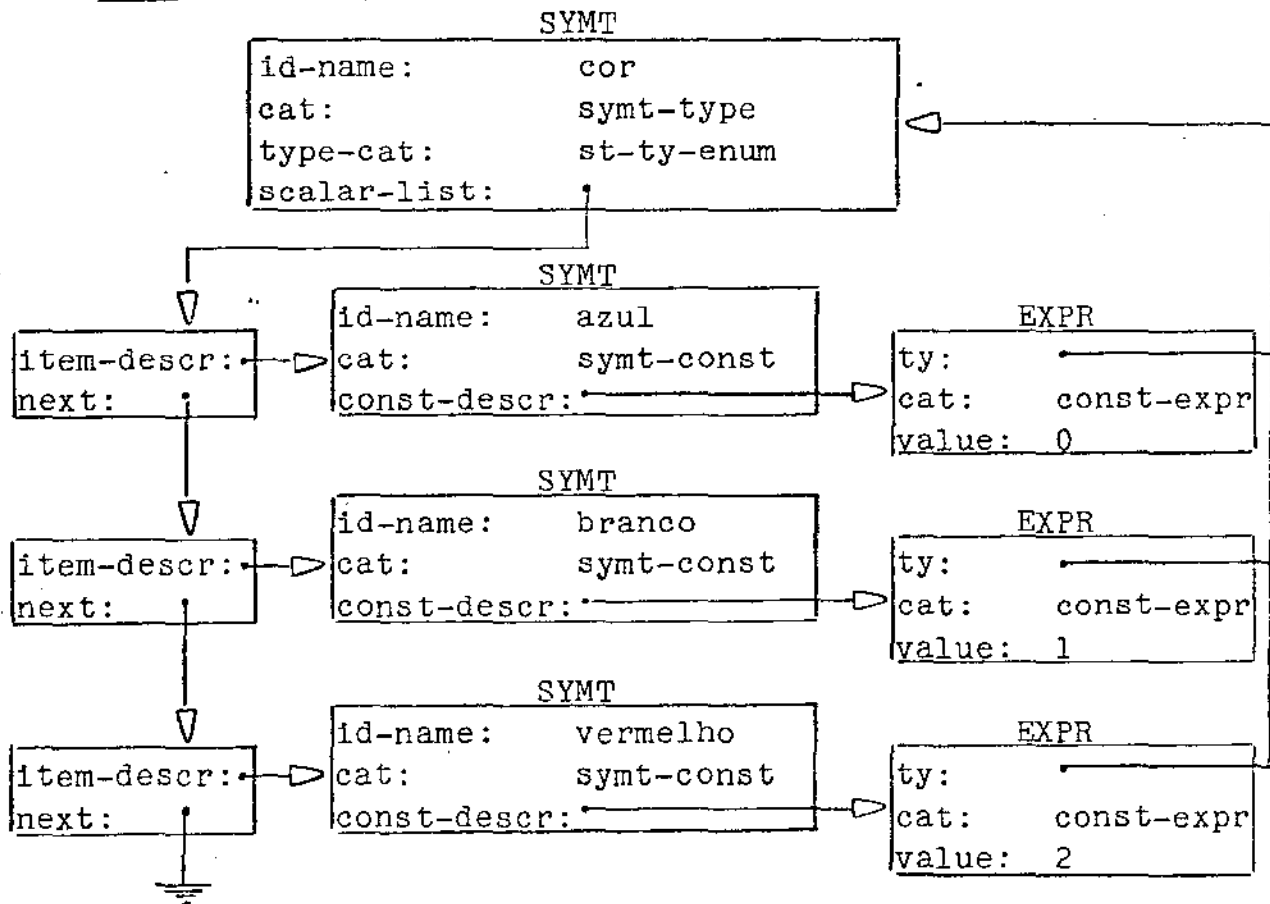 SYMT
id-name: cor
cat: symt-type
type-cat: st-ty-enum
scalar-list:
SYMT
id-name: azul
cat: symt-const
const-descr:
item-descr:
next:
EXPR
ty:
cat: const-expr
value: 0
SYMT
id-name: branco
cat: symt-const
const-descr:
item-descr:
next:
EXPR
ty:
cat: const-expr
value: 1
SYMT
id-name: vermelho
cat: symt-const
const-descr:
item-descr:
next:
EXPR
ty:
cat: const-expr
value: 2